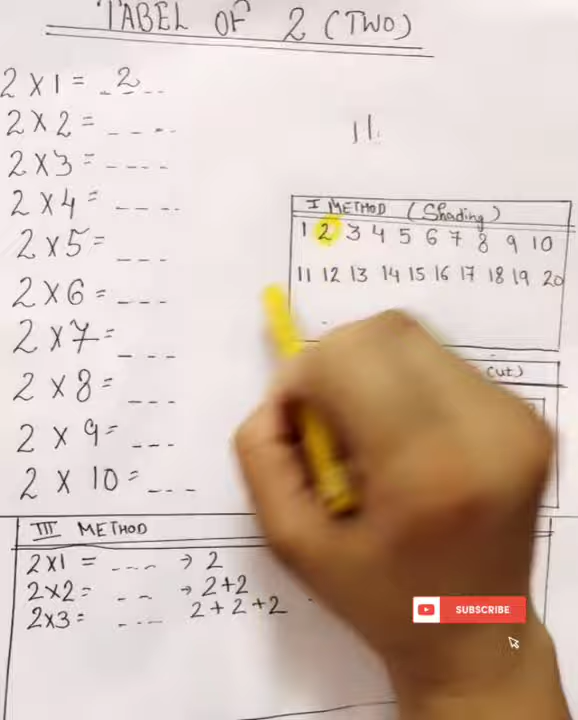 TABEL OF 2 (TWO)
2 X 1 = _ 2 _ _
2 X 2 = _ _ _ _
2 X 3 = _ _ _ _
2 X 4 = _ _ _ _
2 X 5 = _ _ _
2 X 6 = _ _ _
2 X 7 = _ _ _
2 X 8 = _ _ _
2 X 9 = _ _ _
2 X 10 = _ _ _
I METHOD (Shading)
1 2 3 4 5 6 7 8 9 10
11 12 13 14 15 16 17 18 19 20
cut)
III METHOD
2x1 = _ _ _ → 2
2x2 = _ _ → 2+2
2x3 = _ _ _ 2 + 2 + 2
SUBSCRIBE